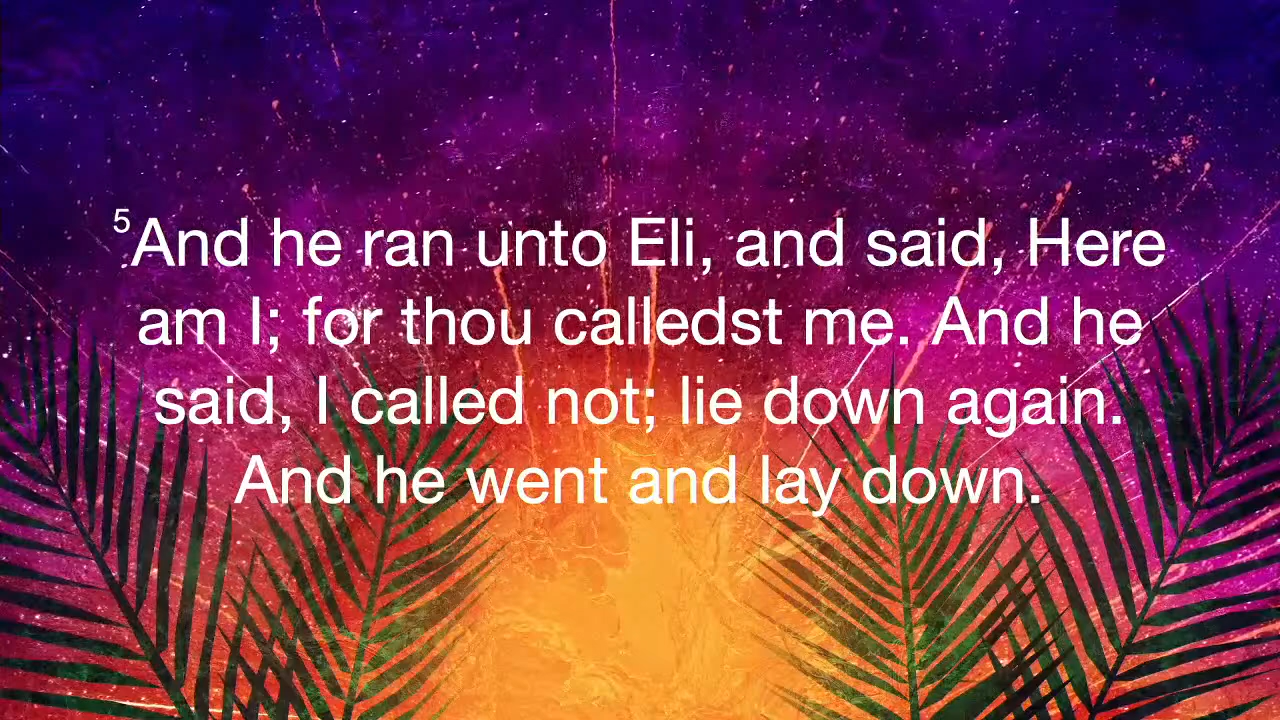 5And he ran unto Eli, and said, Here
am I; for thou calledst me. And he
said, I called not; lie down again.
And he went and lay down.